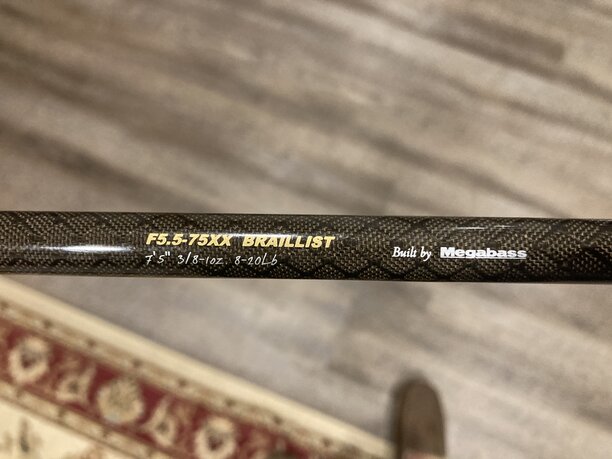 F5.5-75XX BRAILLIST
7'5" 3/8-1oz. 8-20Lb
Built by Megabass